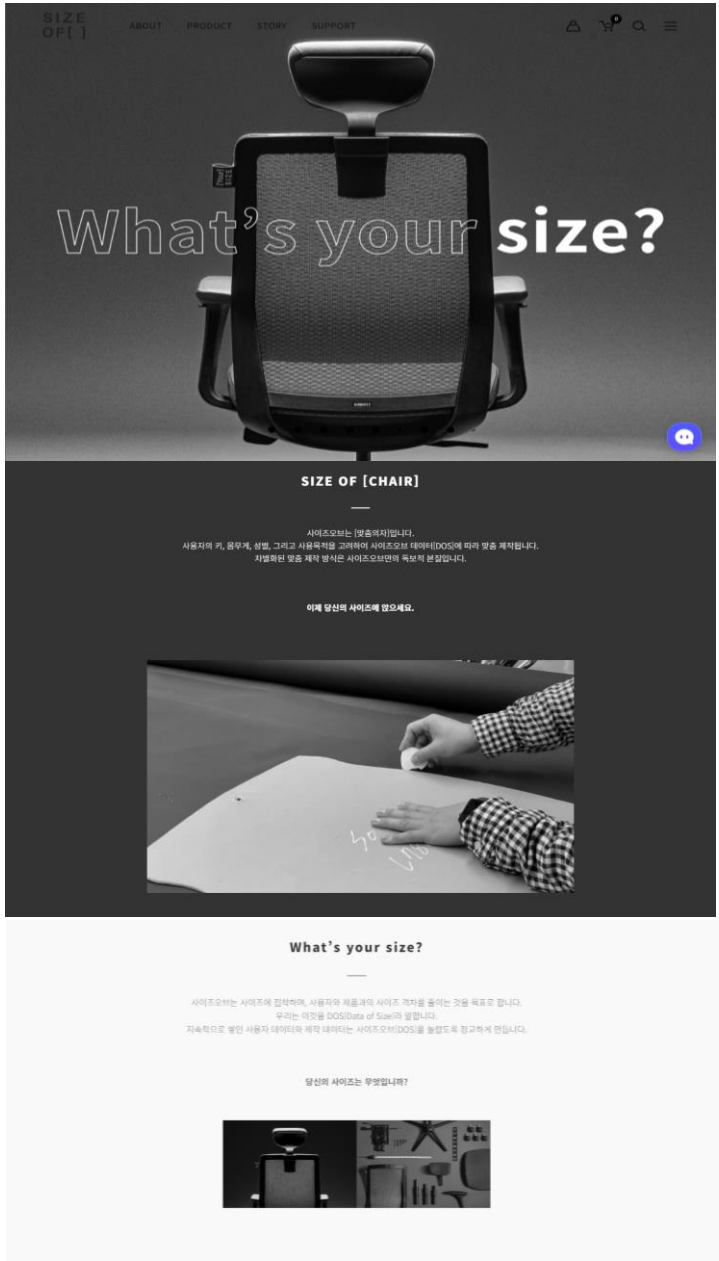 SIZE
OF[ ]
ABOUT
PRODUCT
STORY
SUPPORT
0
[Your]
SIZE
What's your size?
SIZE OF [CHAIR]
사이즈오브는 [맞춤의자]입니다.
사용자의 키, 몸무게, 성별, 그리고 사용목적을 고려하여 사이즈오브 데이터[DOS]에 따라 맞춤 제작됩니다.
차별화된 맞춤 제작 방식은 사이즈오브만의 독보적 본질입니다.
이제 당신의 사이즈에 앉으세요.
What's your size?
사이즈오브는 사이즈에 집착하며, 사용자와 제품과의 사이즈 격차를 줄이는 것을 목표로 합니다.
우리는 이것을 DOS[Data of Size]라 말합니다.
지속적으로 쌓인 사용자 데이터와 제작 데이터는 사이즈오브[DOS]를 놀랍도록 정교하게 만듭니다.
당신의 사이즈는 무엇입니까?